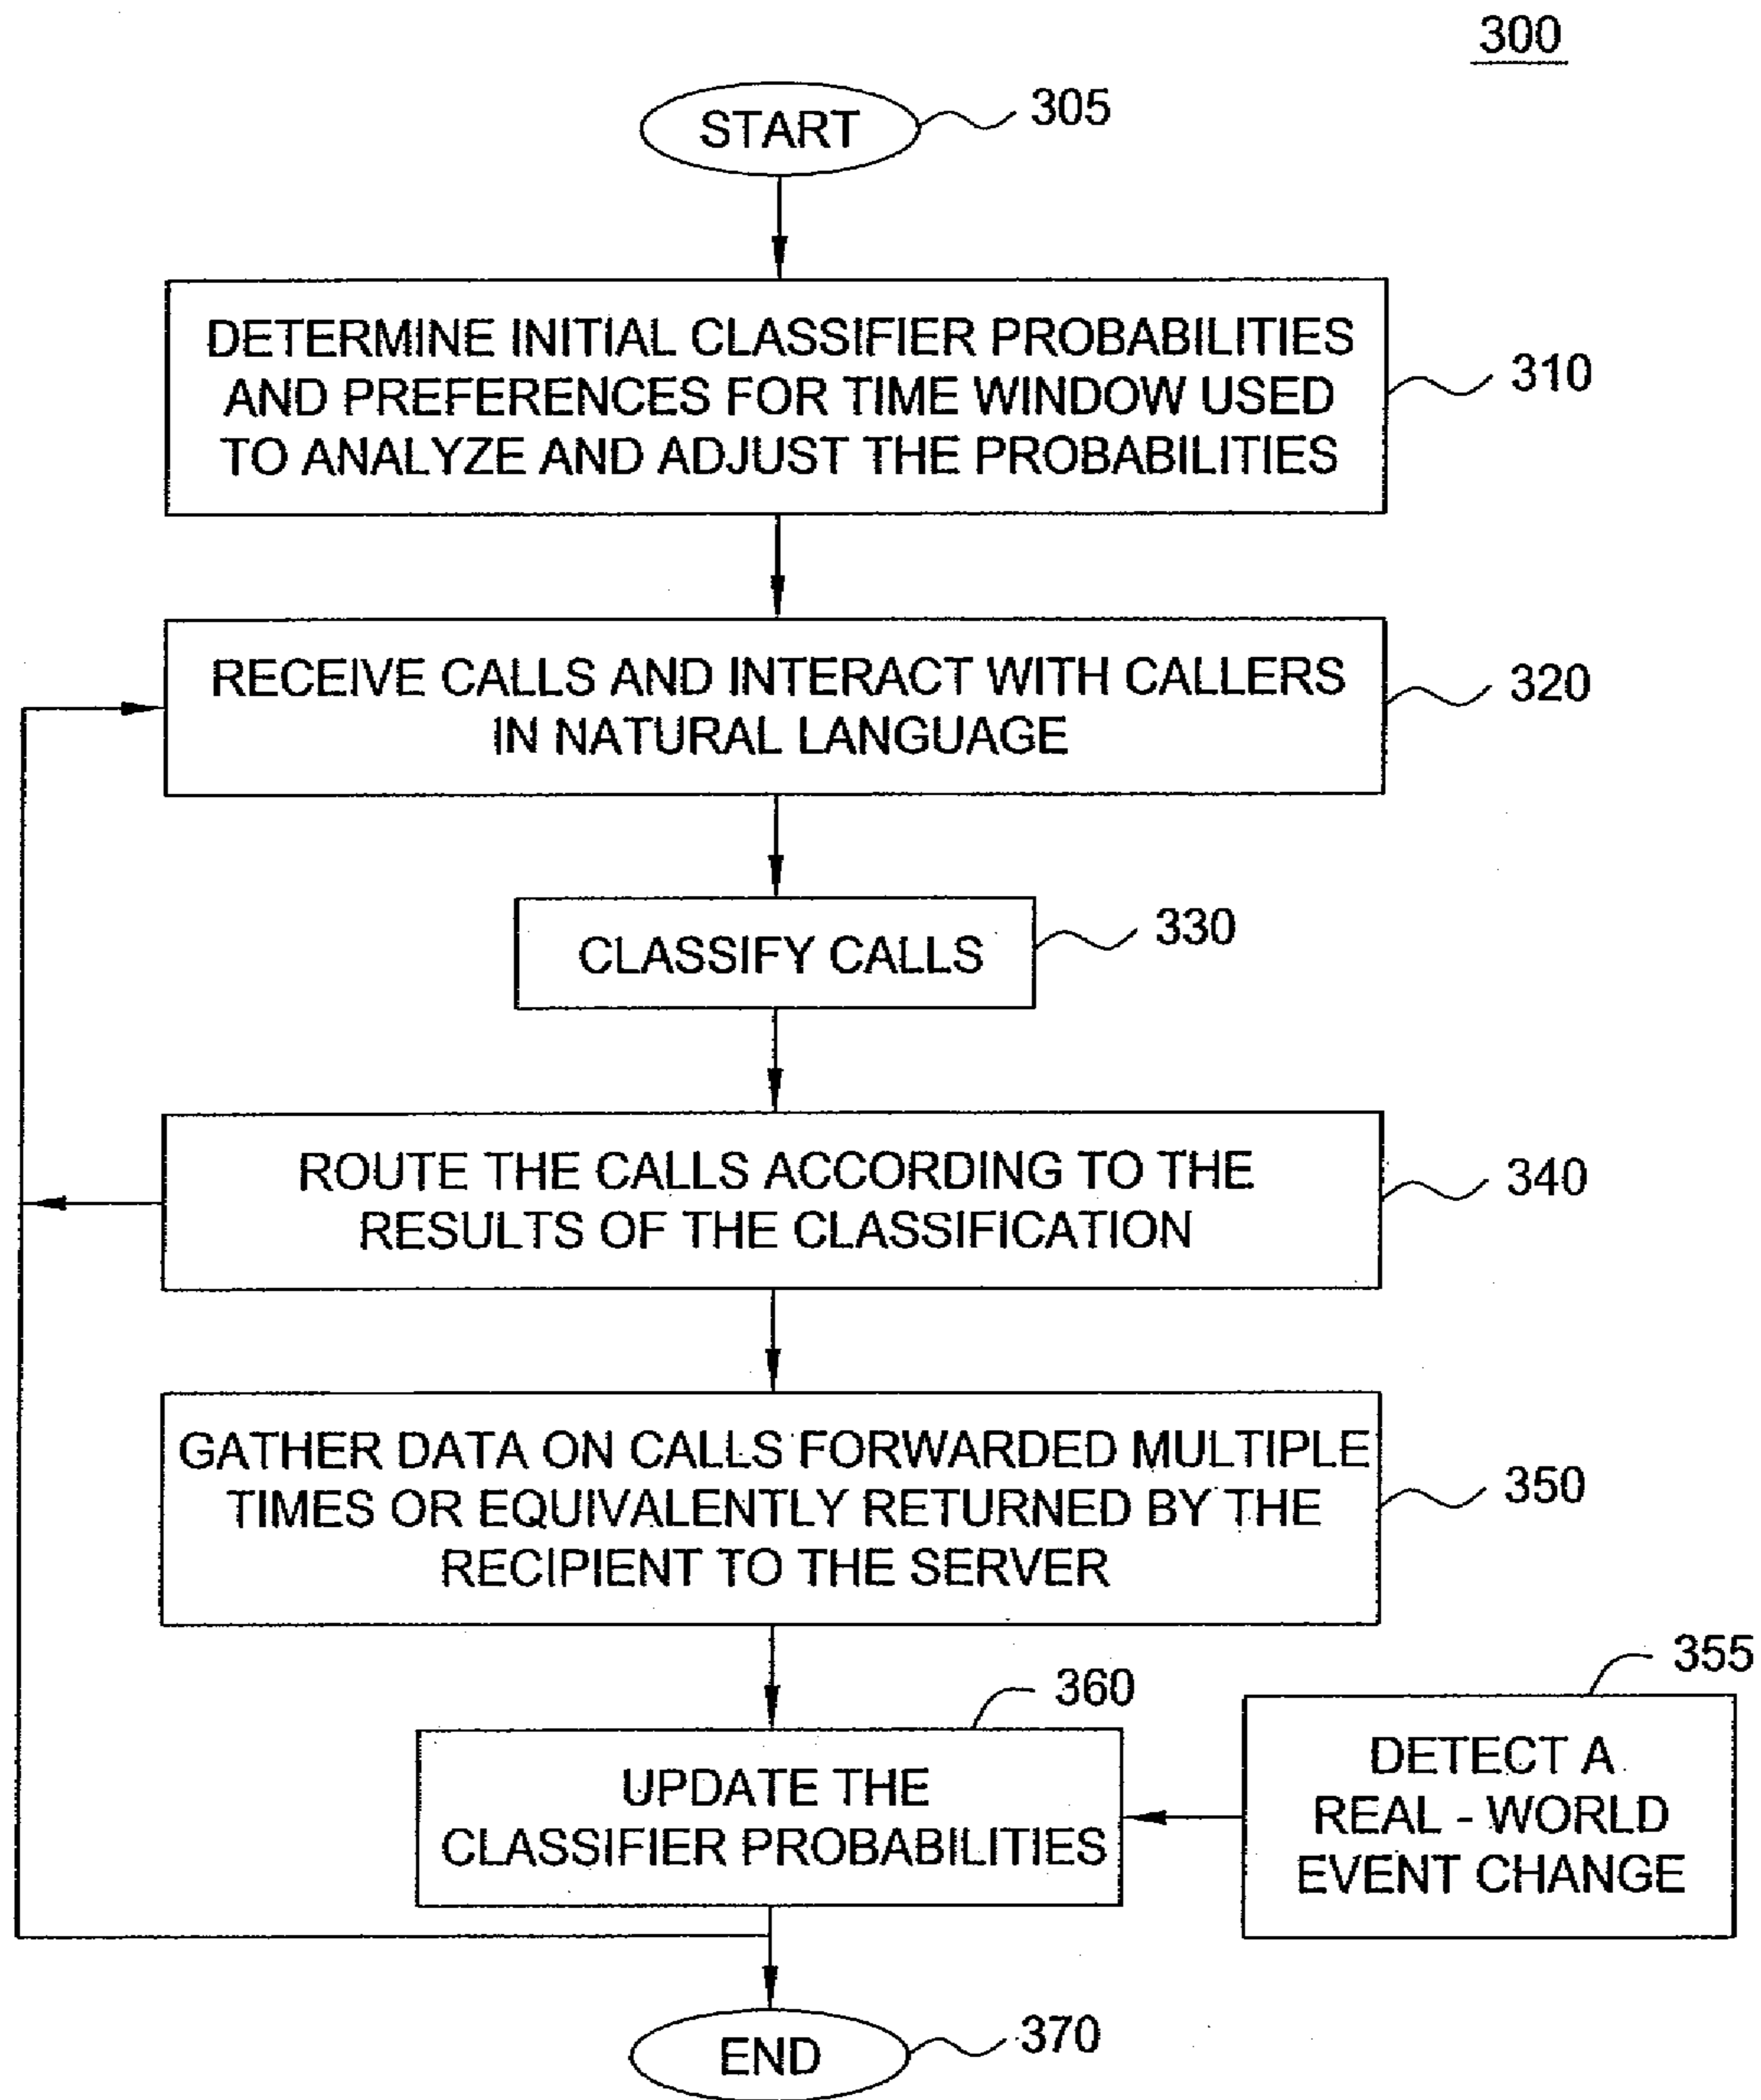 300
START
305
DETERMINE INITIAL CLASSIFIER PROBABILITIES
AND PREFERENCES FOR TIME WINDOW USED
TO ANALYZE AND ADJUST THE PROBABILITIES
310
RECEIVE CALLS AND INTERACT WITH CALLERS
IN NATURAL LANGUAGE
320
CLASSIFY CALLS
330
ROUTE THE CALLS ACCORDING TO THE
RESULTS OF THE CLASSIFICATION
340
GATHER DATA ON CALLS FORWARDED MULTIPLE
TIMES OR EQUIVALENTLY RETURNED BY THE
RECIPIENT TO THE SERVER
350
355
360
UPDATE THE
CLASSIFIER PROBABILITIES
DETECT A
REAL - WORLD
EVENT CHANGE
END
370